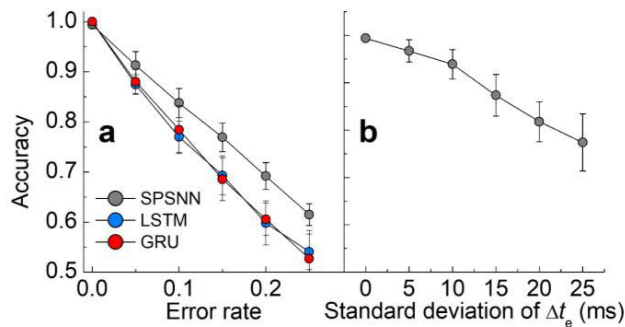 1.0
0.9
0.8
0.7
0.6
0.5
Accuracy
a
b
SPSNN
LSTM
GRU
0.0 0.1 0.2
0 5 10 15 20 25
Error rate
Standard deviation of Δtₑ (ms)